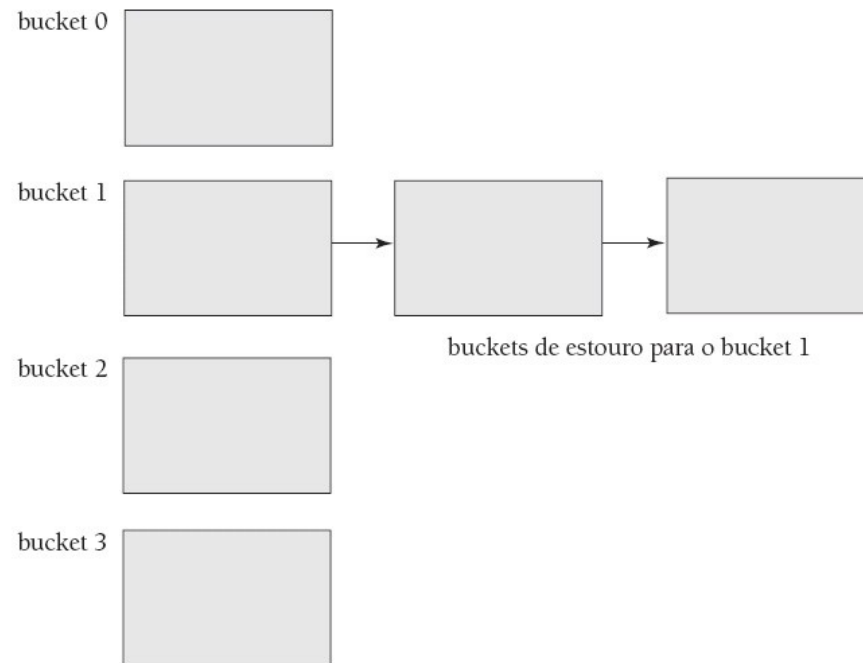 bucket 0
bucket 1
buckets de estouro para o bucket 1
bucket 2
bucket 3